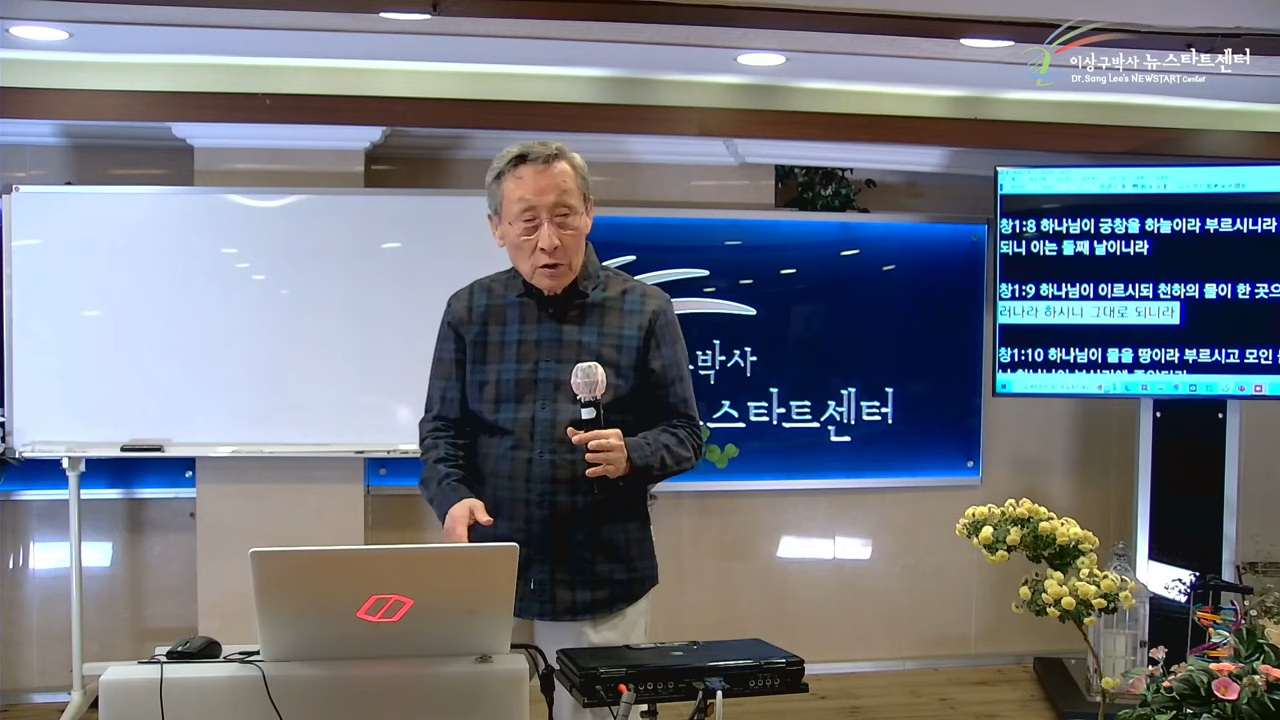 이상구박사 뉴스타트센터
Dr. Sang Lee's NEWSTART Center
창1:8 하나님이 궁창을 하늘이라 부르시니라
되니 이는 둘째 날이니라
창1:9 하나님이 이르시되 천하의 물이 한 곳으
러나라 하시니 그대로 되니라
창1:10 하나님이 뭍을 땅이라 부르시고 모인
박사
스타트센터